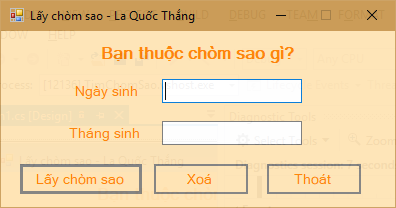 Lấy chòm sao - La Quốc Thắng
Bạn thuộc chòm sao gì?
Ngày sinh
Tháng sinh
Lấy chòm sao
Xoá
Thoát